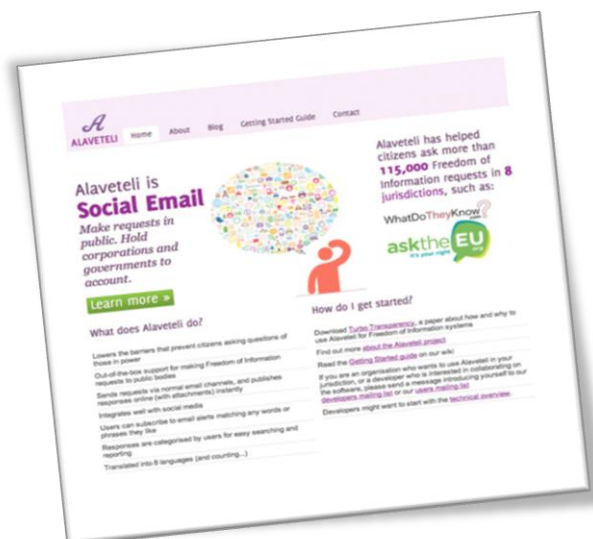 A
ALAVETELI
Home
About
Blog
Getting Started Guide
Contact
Alaveteli is
Social Email
Make requests in
public. Hold
corporations and
governments to
account.
Learn more »
Alaveteli has helped
citizens ask more than
115,000 Freedom of
Information requests in 8
jurisdictions, such as:
WhatDoTheyKnow?
.com
asktheEU
it's your right
.org
What does Alaveteli do?
Lowers the barriers that prevent citizens asking questions of
those in power
Out-of-the-box support for making Freedom of Information
requests to public bodies
Sends requests via normal email channels, and publishes
responses online (with attachments) instantly
Integrates well with social media
Users can subscribe to email alerts matching any words or
phrases they like
Responses are categorised by users for easy searching and
reporting
Translated into 8 languages (and counting...)
How do I get started?
Download Turbo Transparency, a paper about how and why to
use Alaveteli for Freedom of Information systems
Find out more about the Alaveteli project
Read the Getting Started guide on our wiki
If you are an organisation who wants to use Alaveteli in your
jurisdiction, or a developer who is interested in collaborating on
the software, please send a message introducing yourself to our
developers mailing list or our users mailing list
Developers might want to start with the technical overview.